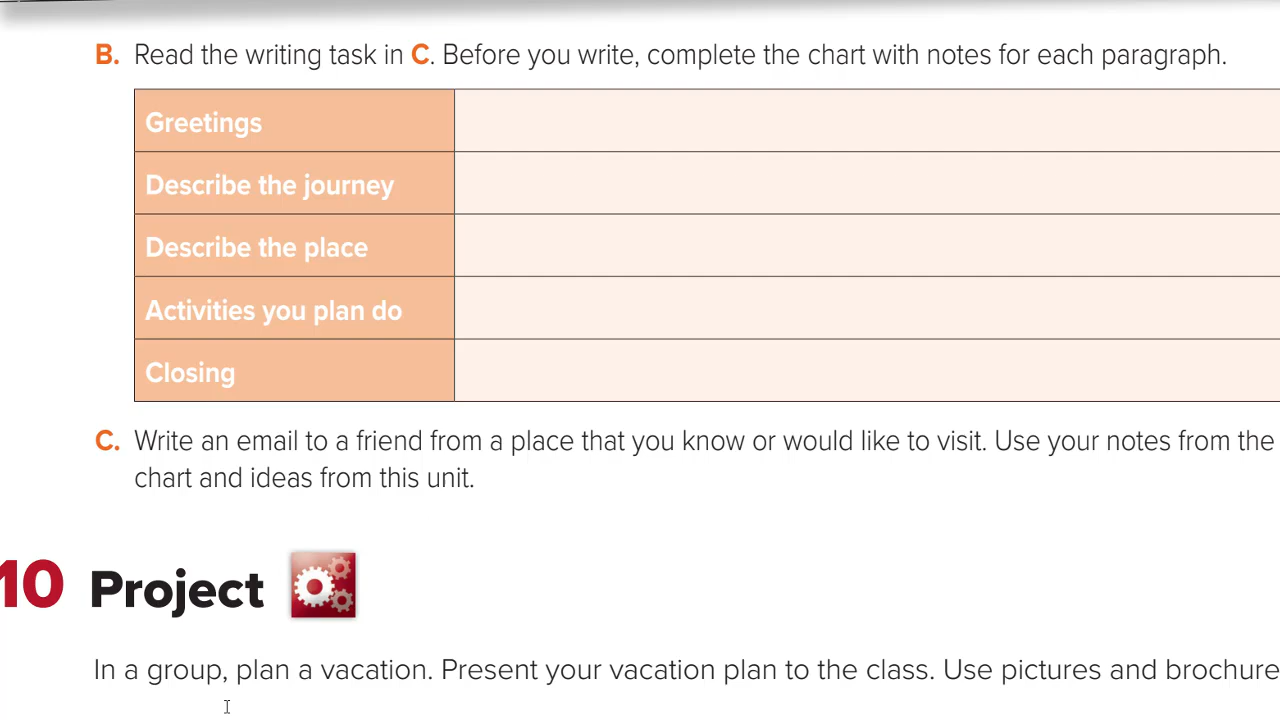 B. Read the writing task in C. Before you write, complete the chart with notes for each paragraph.
Greetings
Describe the journey
Describe the place
Activities you plan do
Closing
C. Write an email to a friend from a place that you know or would like to visit. Use your notes from the
chart and ideas from this unit.
10 Project
In a group, plan a vacation. Present your vacation plan to the class. Use pictures and brochure